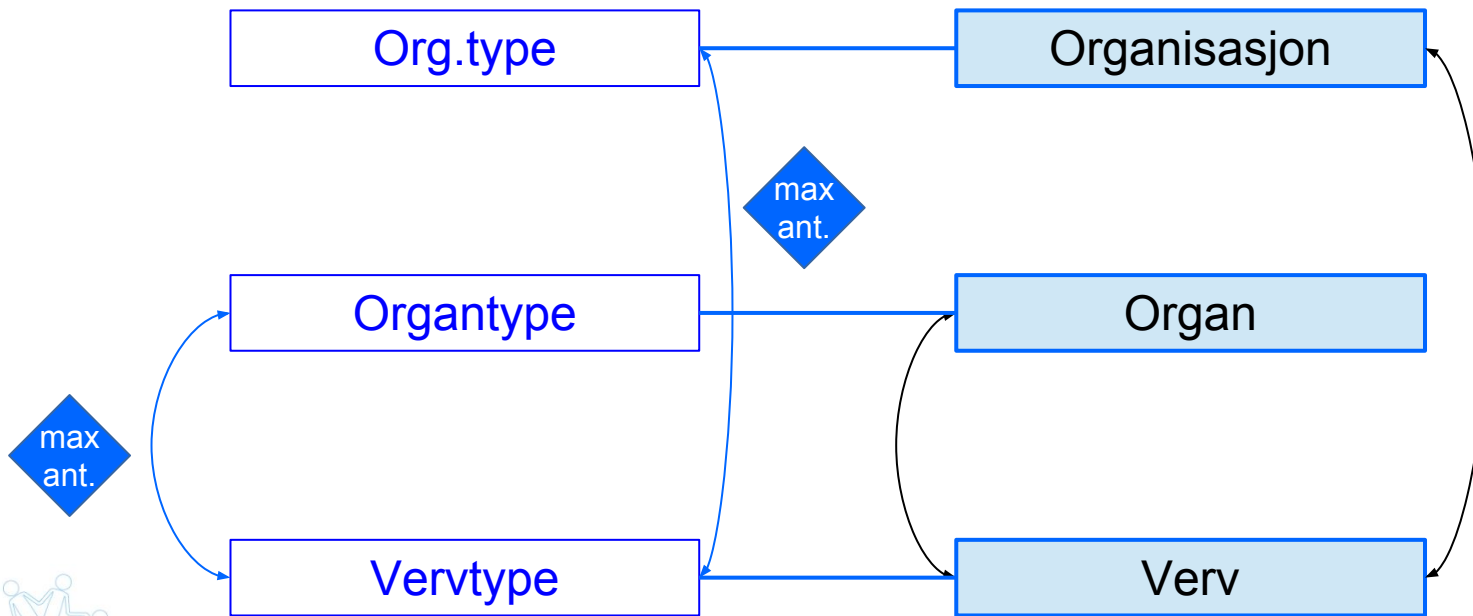 Org.type
Organisasjon
max
ant.
Organtype
Organ
max
ant.
Vervtype
Verv